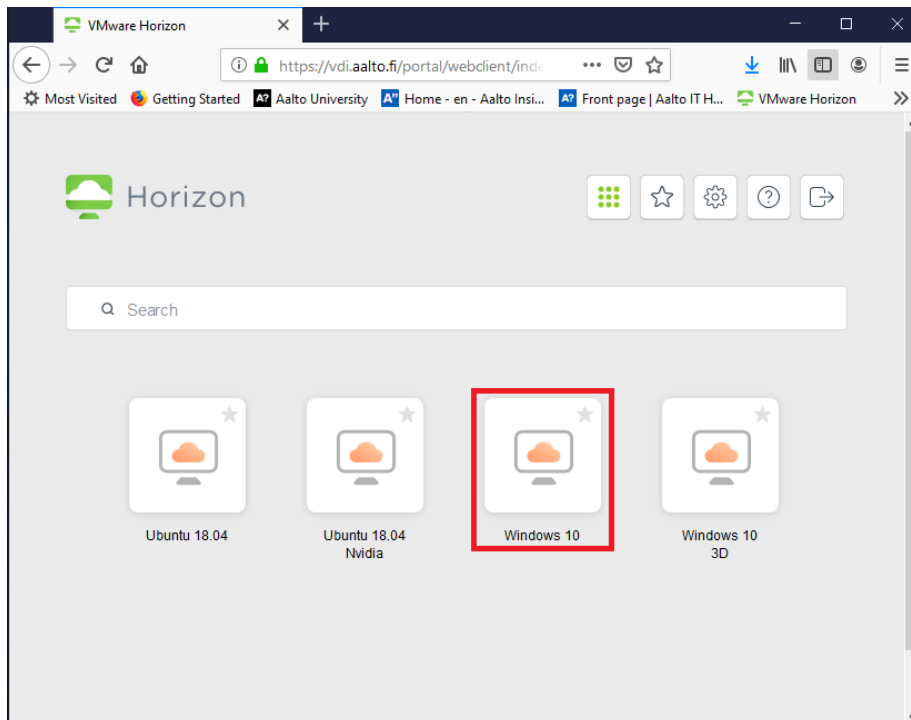 VMware Horizon
https://vdi.aalto.fi/portal/webclient/inde
Most Visited Getting Started A? Aalto University A" Home - en - Aalto Insi... A? Front page | Aalto IT H... VMware Horizon
Horizon
Search
Ubuntu 18.04
Ubuntu 18.04
Nvidia
Windows 10
Windows 10
3D